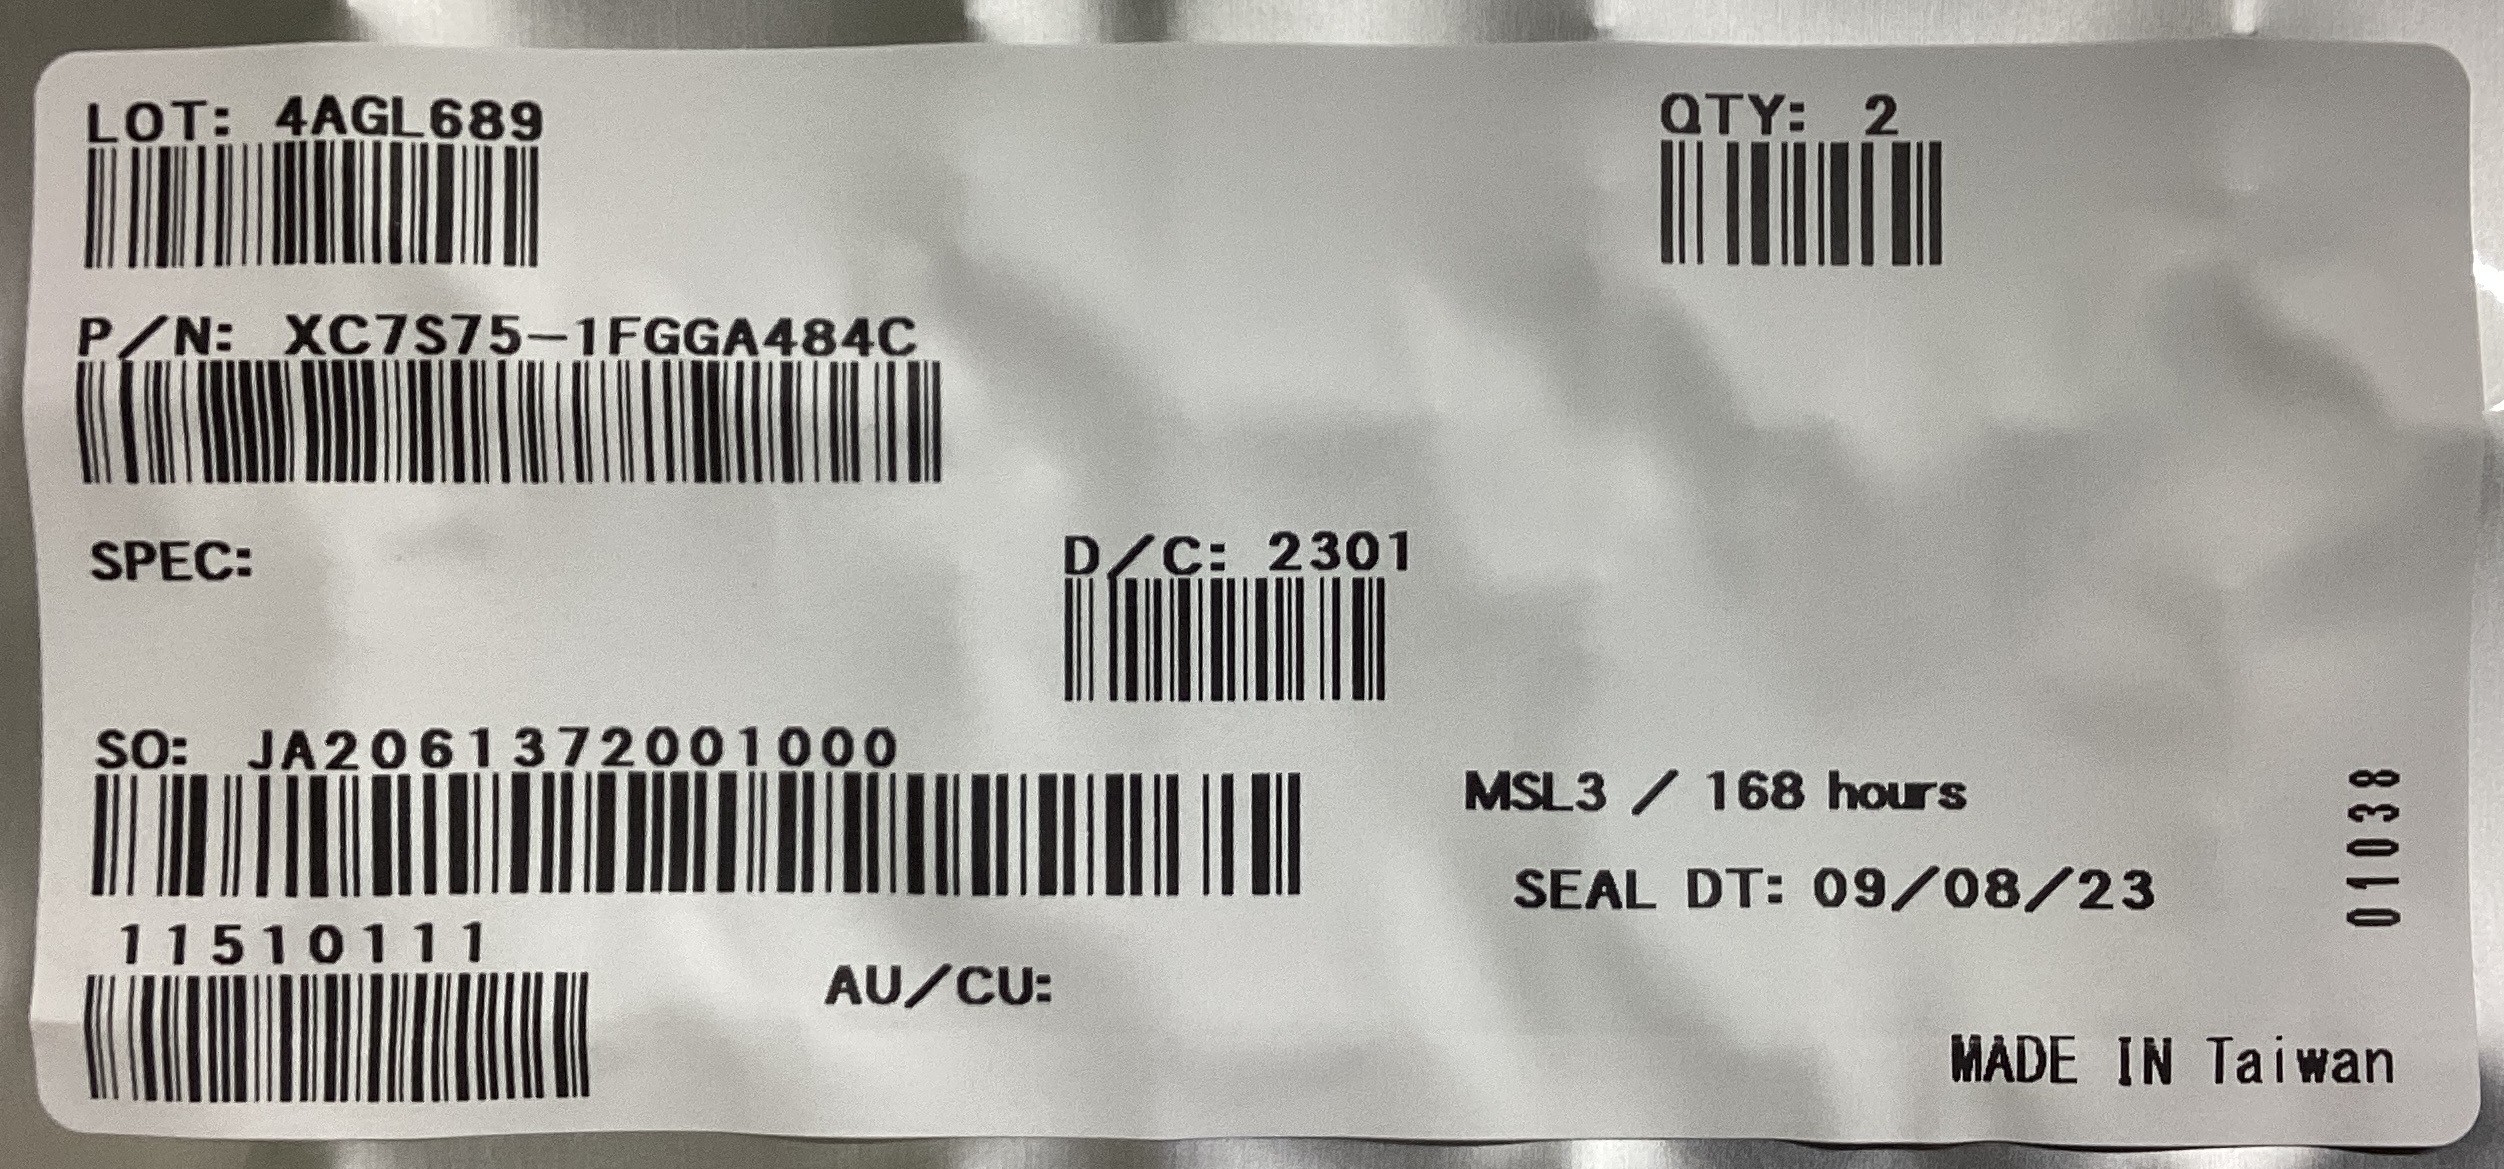 LOT: 4AGL689
QTY: 2
P/N: XC7S75-1FGGA484C
SPEC:
D/C: 2301
SO: JA2061372001000
MSL3 / 168 hours
SEAL DT: 09/08/23
01038
11510111
AU/CU:
MADE IN Taiwan